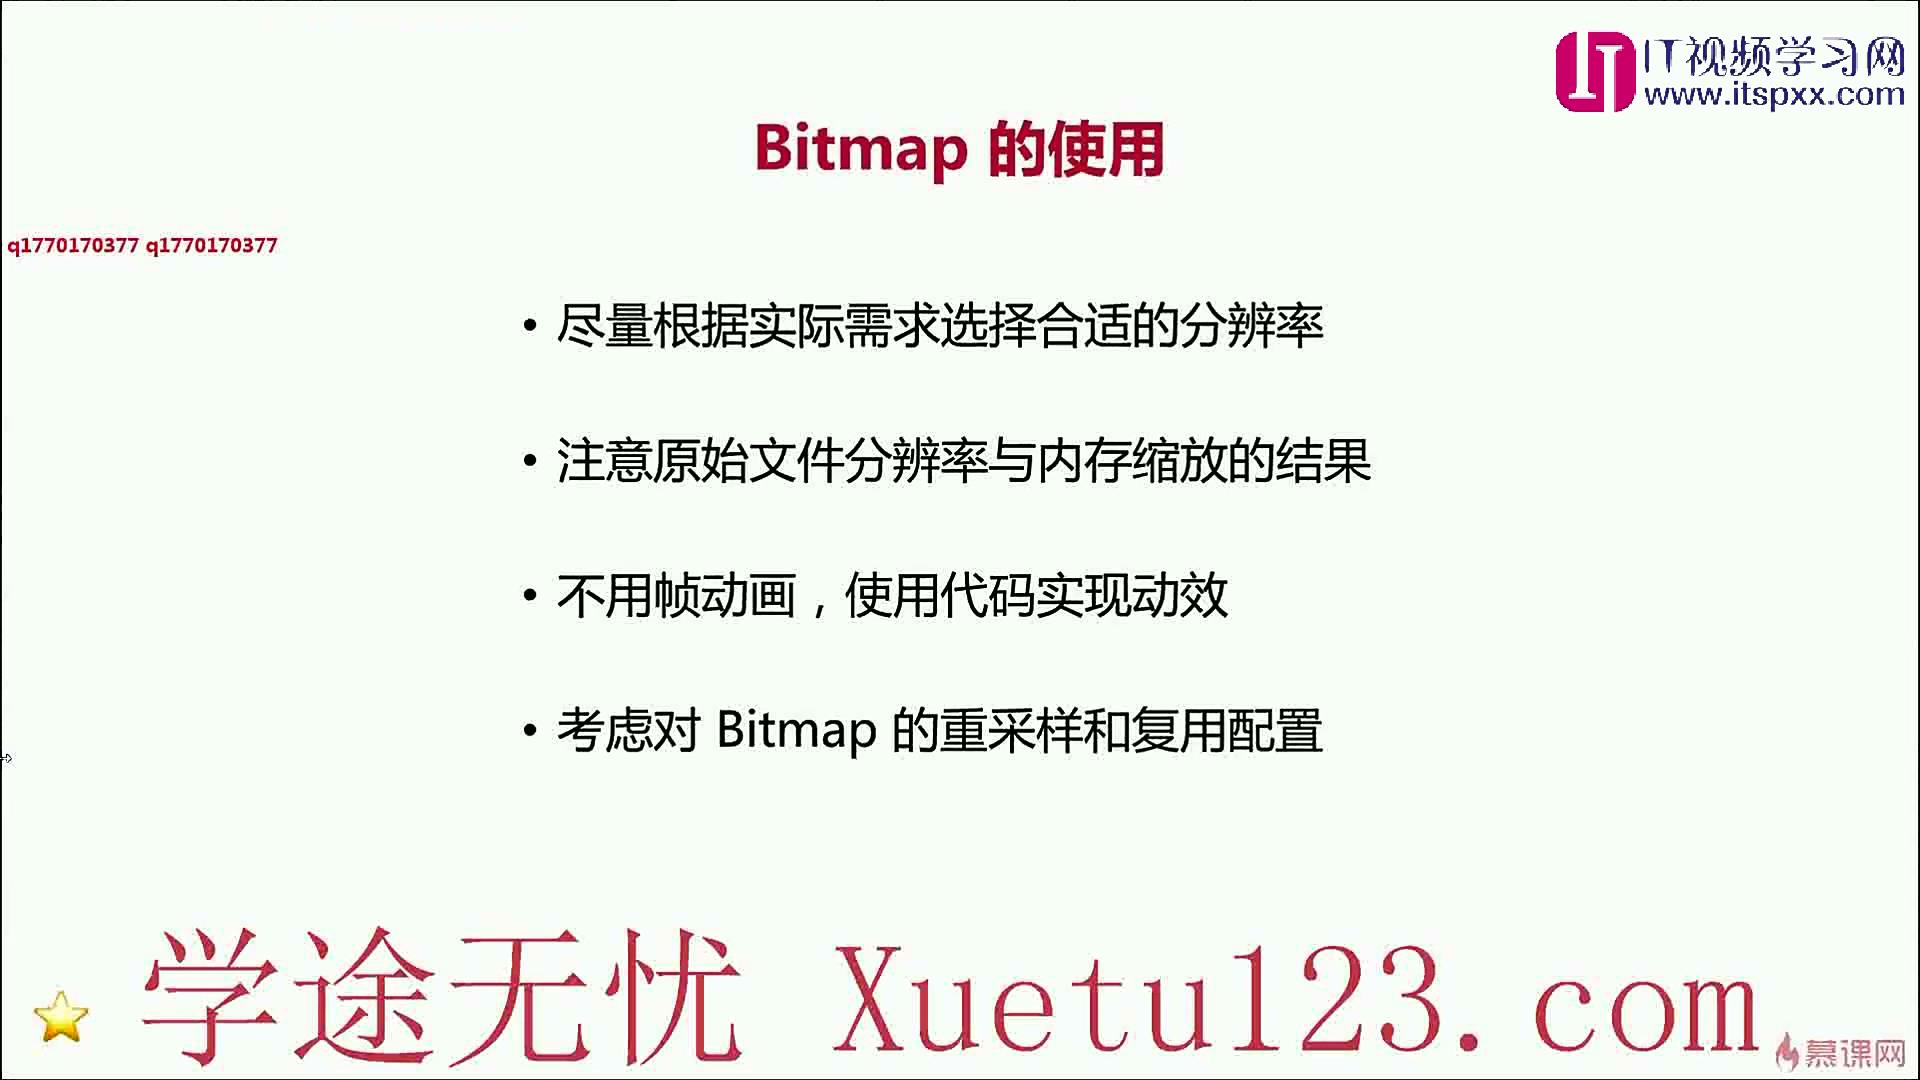 IT视频学习网
www.itspxx.com
Bitmap 的使用
q1770170377 q1770170377
• 尽量根据实际需求选择合适的分辨率
• 注意原始文件分辨率与内存缩放的结果
• 不用帧动画，使用代码实现动效
• 考虑对 Bitmap 的重采样和复用配置
学途无忧 Xuetu123.com
慕课网